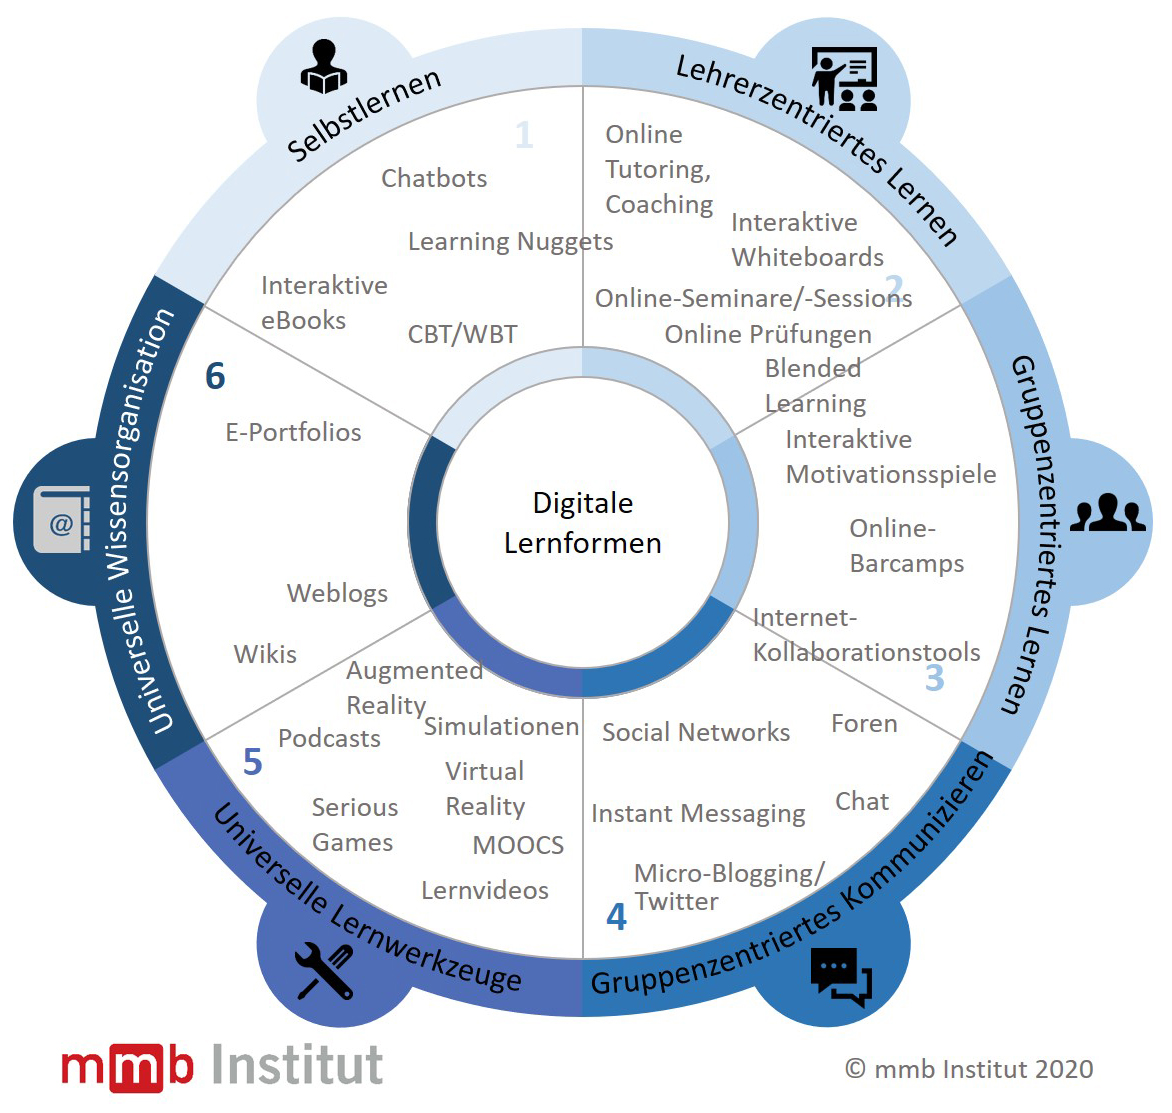 Selbstlernen
1
Chatbots
Learning Nuggets
Interaktive
eBooks
CBT/WBT
Lehrerzentriertes Lernen
2
Online
Tutoring,
Coaching
Interaktive
Whiteboards
Online-Seminare/-Sessions
Online Prüfungen
Blended
Learning
Gruppenzentriertes Lernen
3
Interaktive
Motivationsspiele
Online-
Barcamps
Internet-
Kollaborationstools
Gruppenzentriertes Kommunizieren
4
Social Networks
Foren
Instant Messaging
Chat
Micro-Blogging/
Twitter
Universelle Lernwerkzeuge
5
Augmented
Reality
Simulationen
Podcasts
Virtual
Reality
Serious
Games
MOOCS
Lernvideos
Universelle Wissensorganisation
6
@
E-Portfolios
Weblogs
Wikis
Digitale
Lernformen
mmb Institut
© mmb Institut 2020